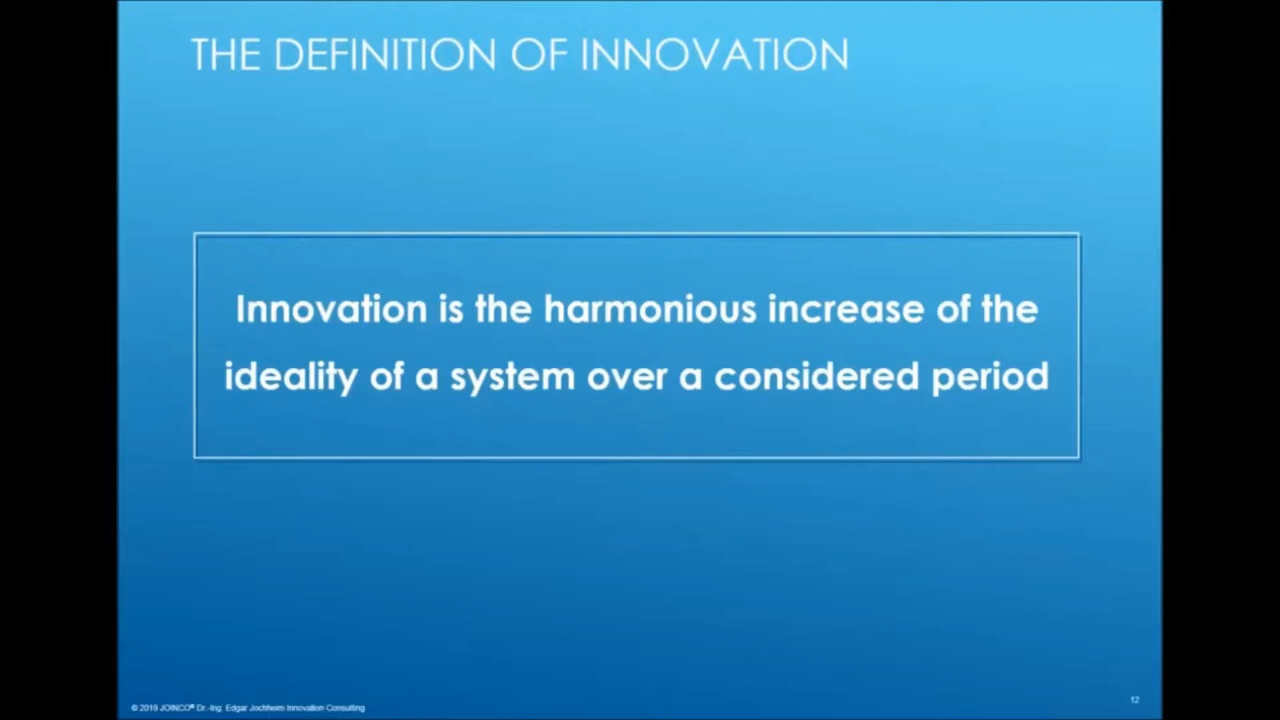 THE DEFINITION OF INNOVATION
Innovation is the harmonious increase of the
ideality of a system over a considered period
© 2019 JOINCO® Dr.-Ing. Edgar Jochheim Innovation Consulting
12